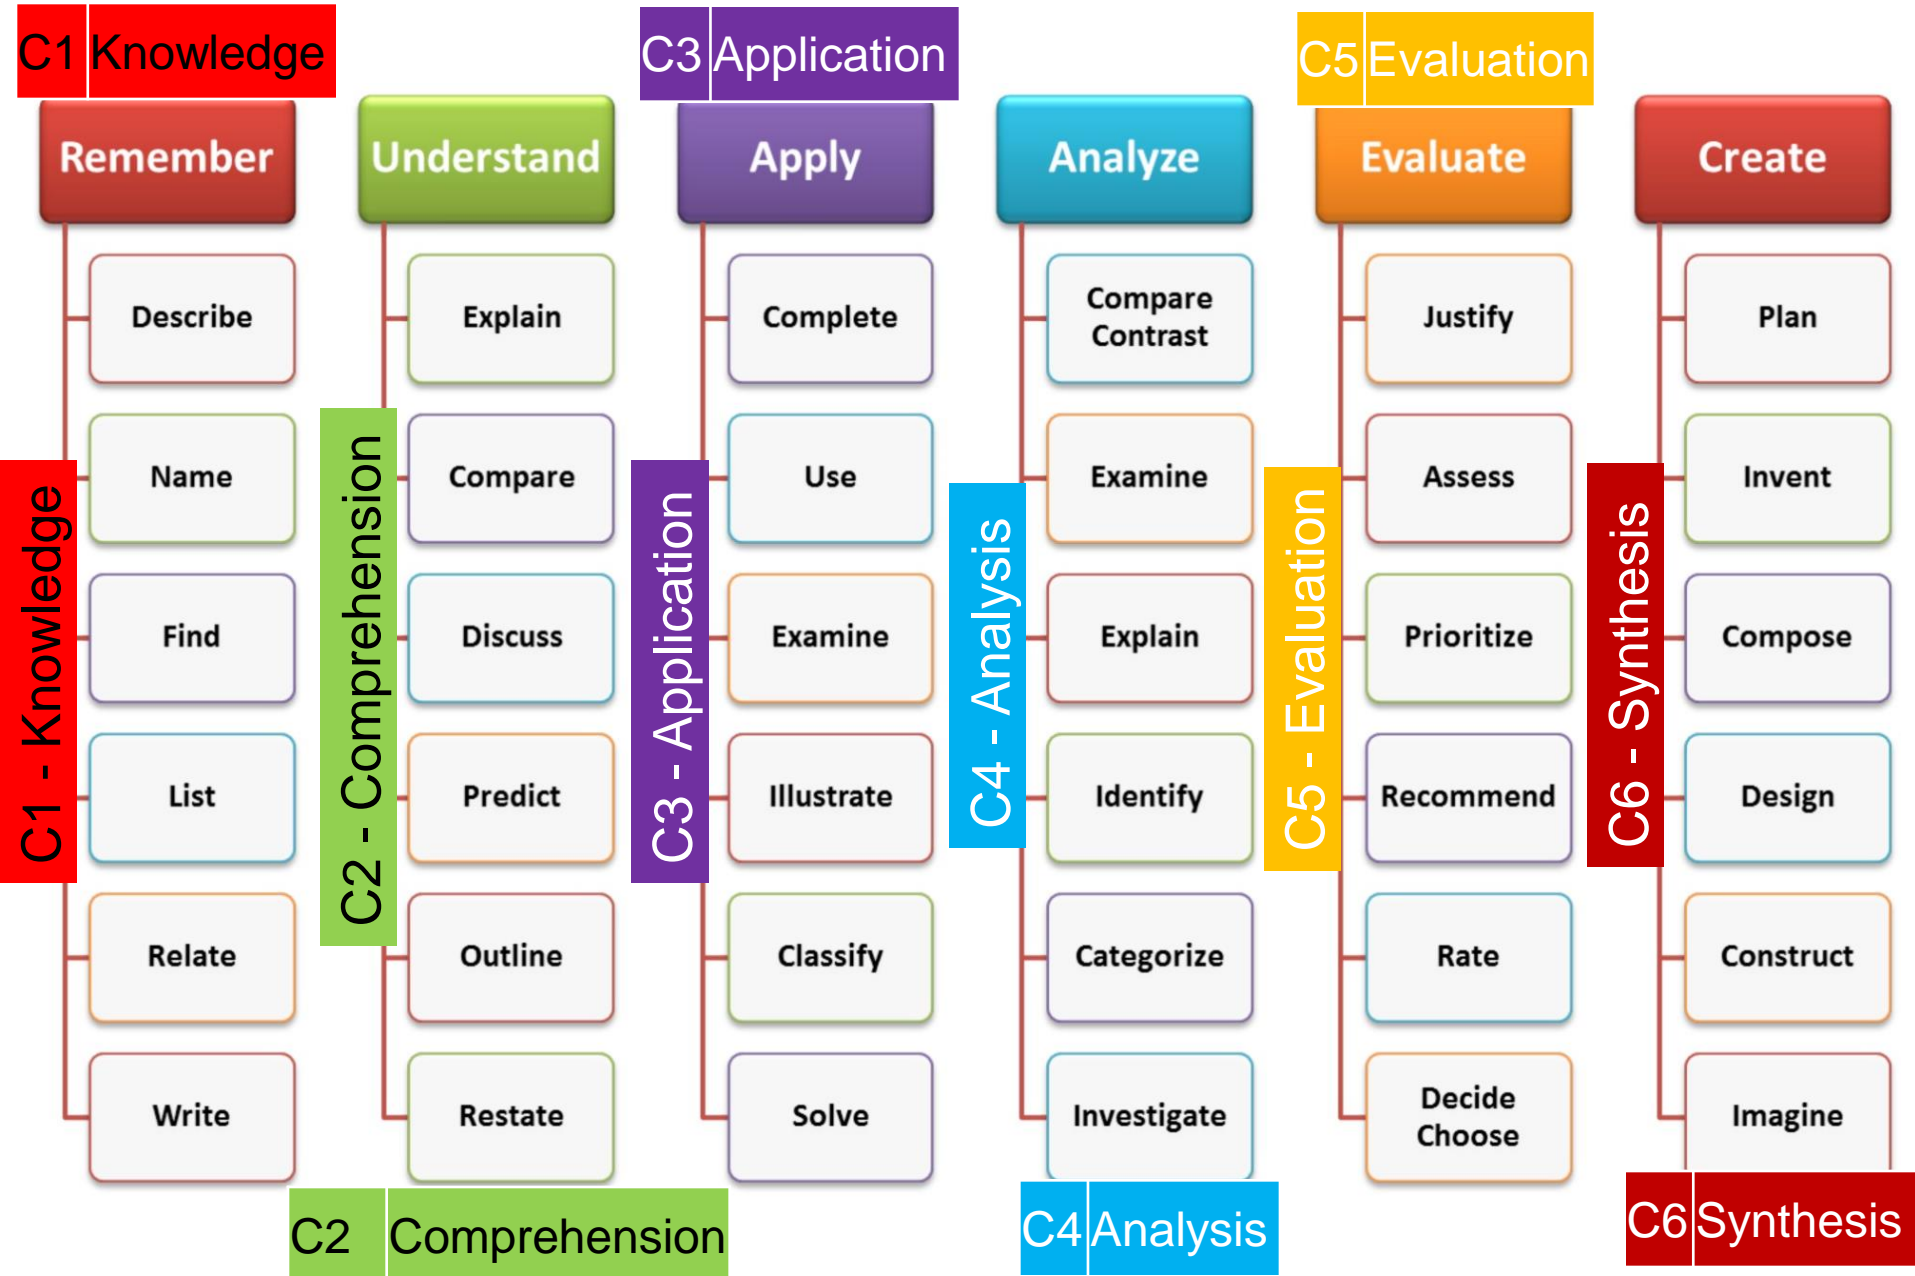 C1 Knowledge
C3 Application
C5 Evaluation
Remember
Understand
Apply
Analyze
Evaluate
Create
C1 - Knowledge
Describe
Name
Find
List
Relate
Write
C2 - Comprehension
Explain
Compare
Discuss
Predict
Outline
Restate
C3 - Application
Complete
Use
Examine
Illustrate
Classify
Solve
C4 - Analysis
Compare
Contrast
Examine
Explain
Identify
Categorize
Investigate
C5 - Evaluation
Justify
Assess
Prioritize
Recommend
Rate
Decide
Choose
C6 - Synthesis
Plan
Invent
Compose
Design
Construct
Imagine
C2 Comprehension
C4 Analysis
C6 Synthesis